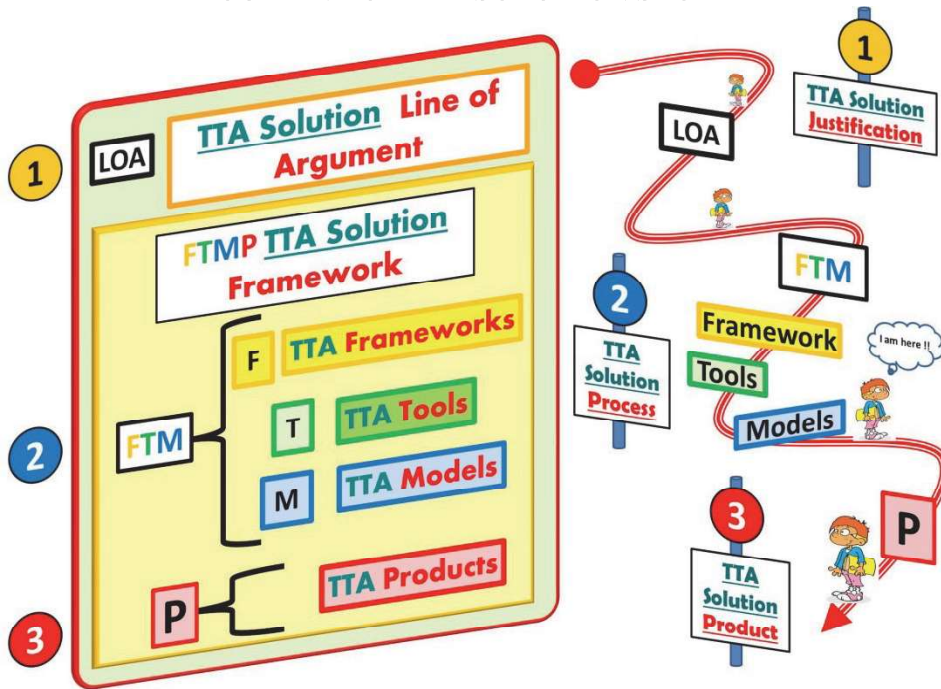 1
LOA
TTA Solution Line of
Argument
FTMP TTA Solution
Framework
2
FTM
F
TTA Frameworks
T
TTA Tools
M
TTA Models
3
P
TTA Products
1
TTA Solution
Justification
LOA
FTM
2
TTA
Solution
Process
Framework
Tools
Models
I am here !!
P
3
TTA
Solution
Product